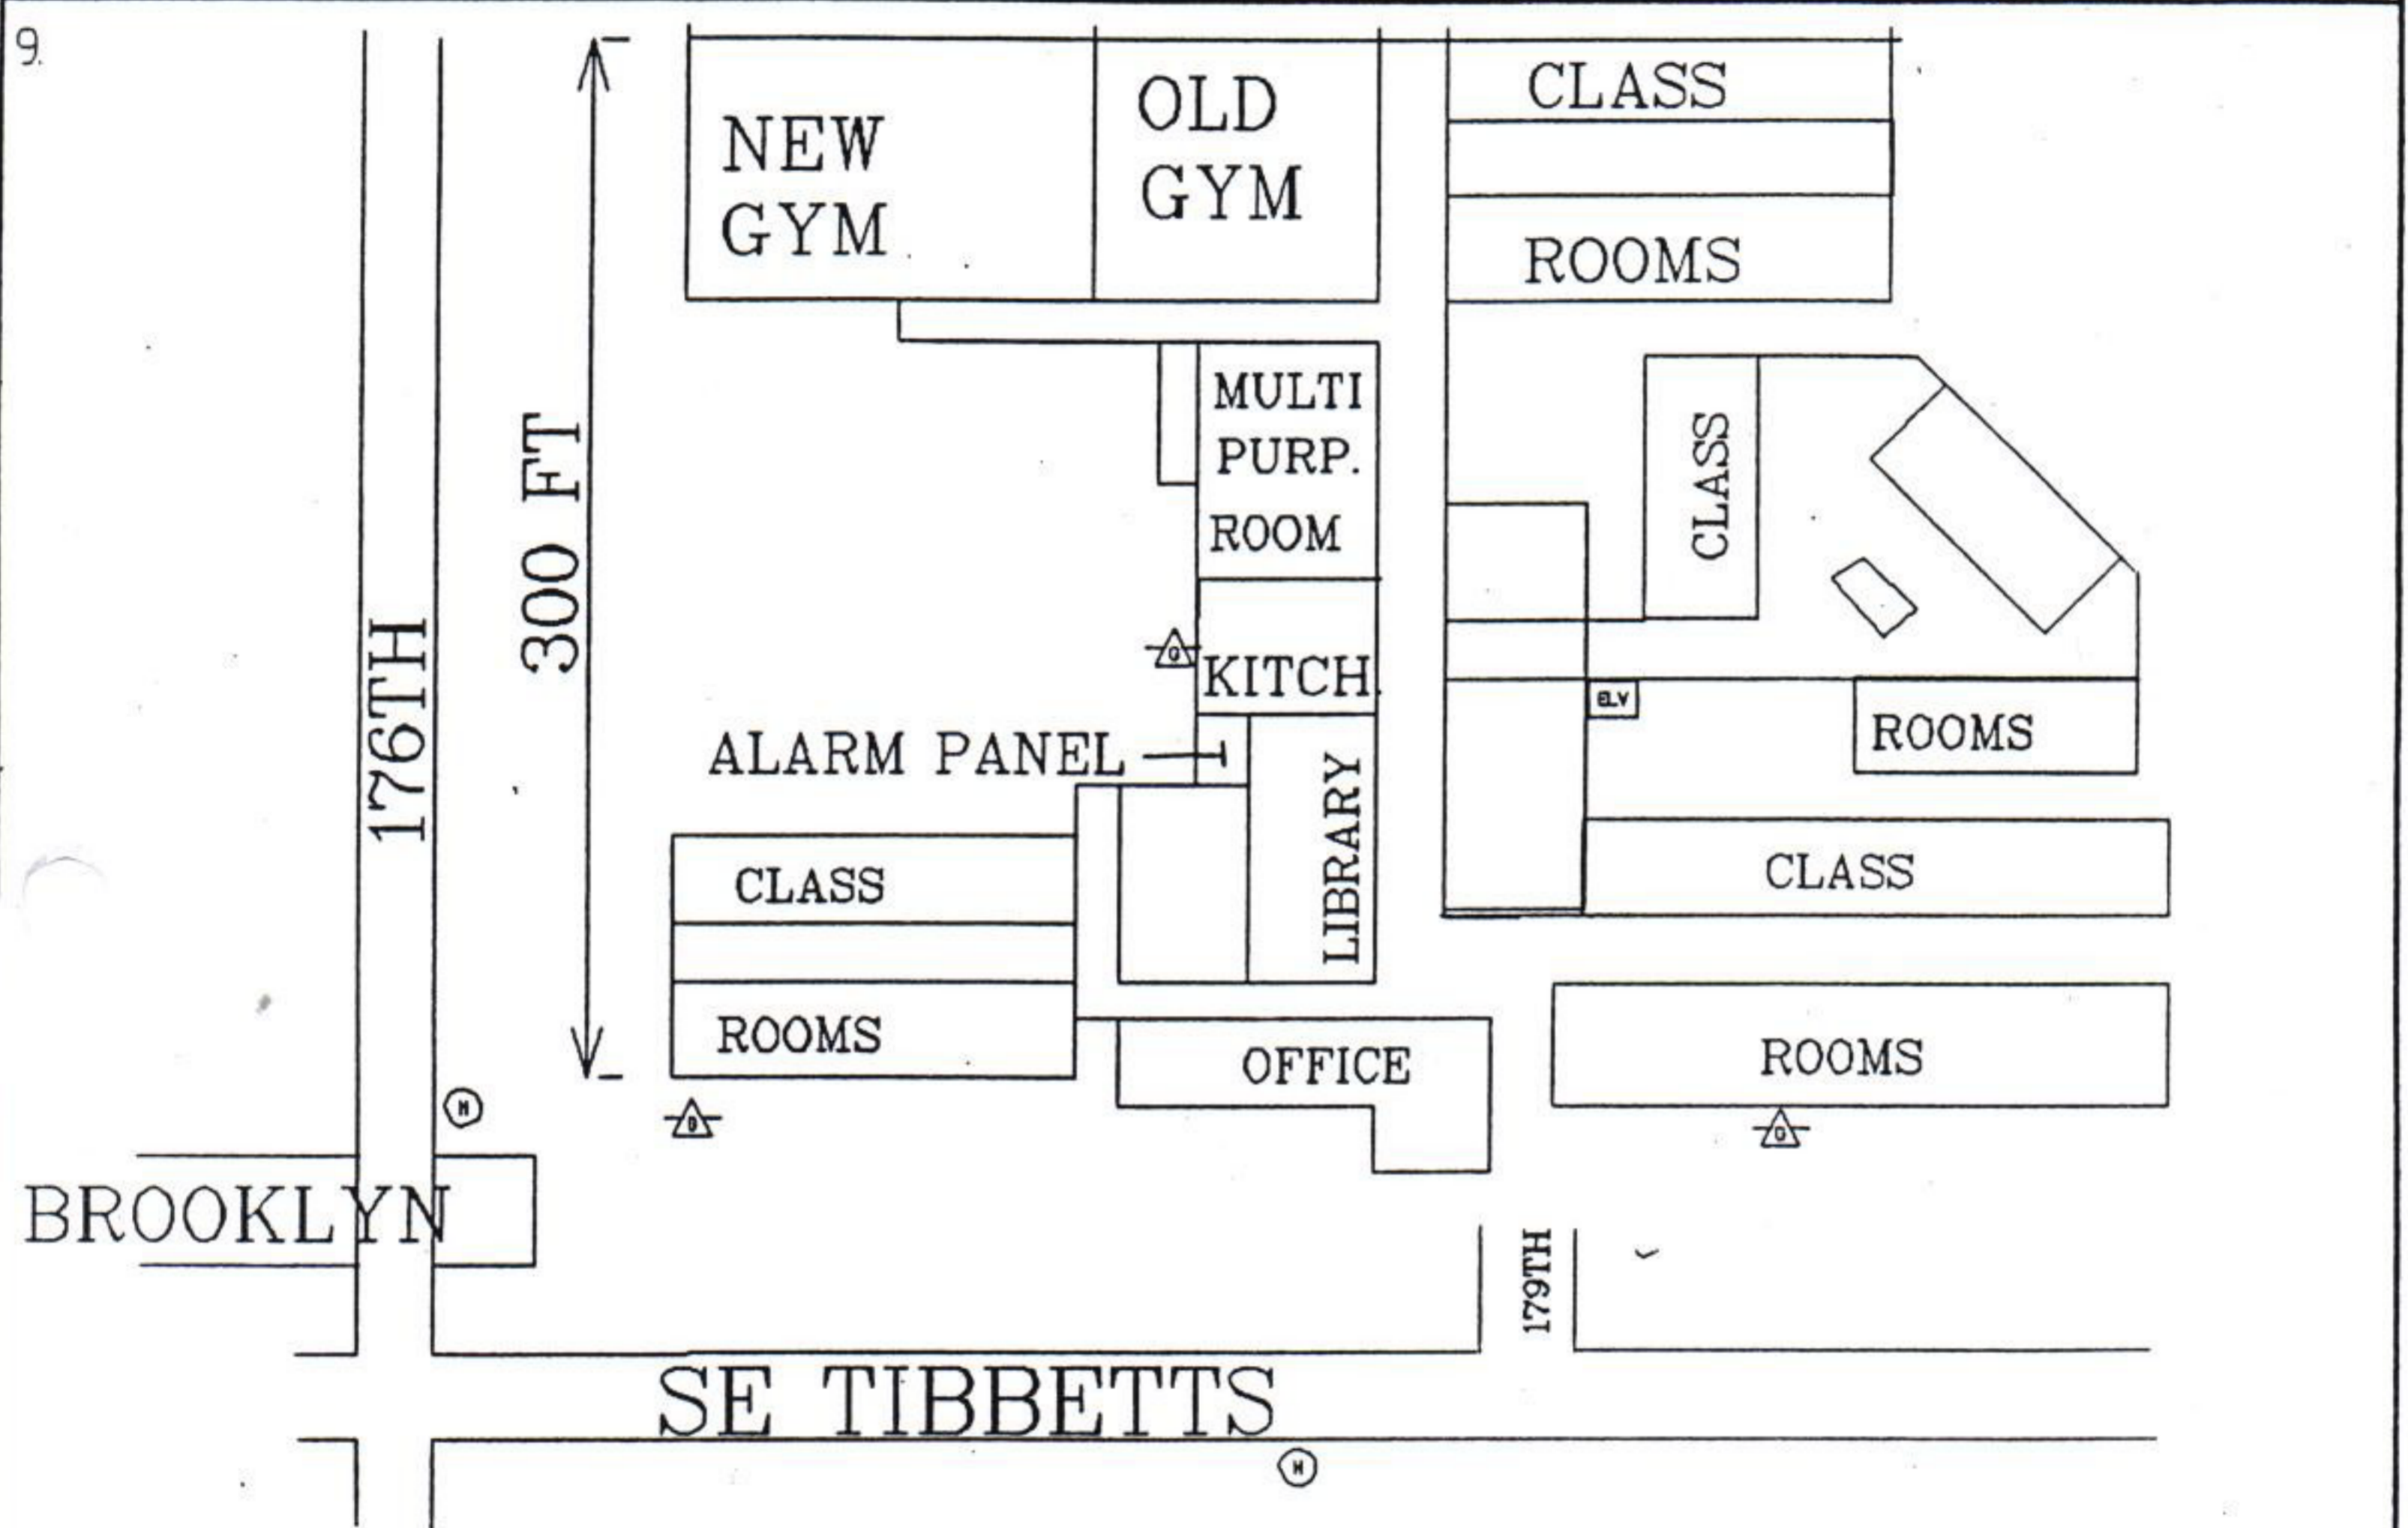 9.
NEW
GYM
OLD
GYM
CLASS
ROOMS
300 FT
176TH
MULTI
PURP.
ROOM
CLASS
G
KITCH.
ELV
ROOMS
ALARM PANEL
LIBRARY
CLASS
ROOMS
CLASS
ROOMS
OFFICE
H
G
BROOKLYN
179TH
SE TIBBETTS
H